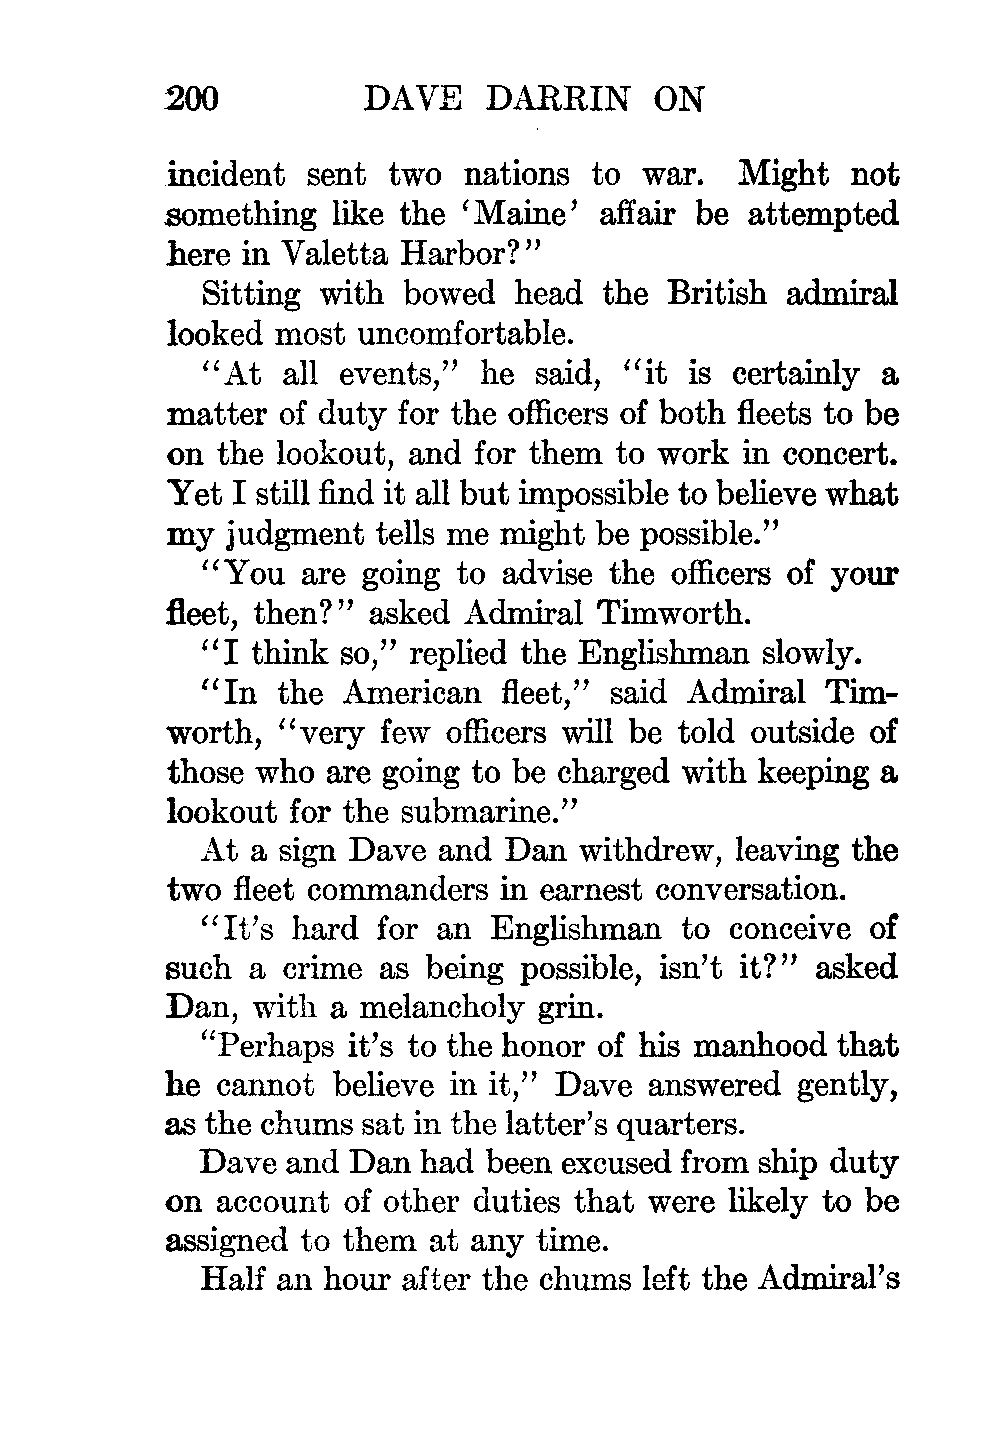 200 DAVE DARRIN ON
incident sent two nations to war. Might not
something like the ‘Maine’ affair be attempted
here in Valetta Harbor?”
Sitting with bowed head the British admiral
looked most uncomfortable.
“At all events,” he said, “it is certainly a
matter of duty for the officers of both fleets to be
on the lookout, and for them to work in concert.
Yet I still find it all but impossible to believe what
my judgment tells me might be possible.”
“You are going to advise the officers of your
fleet, then?” asked Admiral Timworth.
“I think so,” replied the Englishman slowly.
“In the American fleet,” said Admiral Tim-
worth, “very few officers will be told outside of
those who are going to be charged with keeping a
lookout for the submarine.”
At a sign Dave and Dan withdrew, leaving the
two fleet commanders in earnest conversation.
“It’s hard for an Englishman to conceive of
such a crime as being possible, isn’t it?” asked
Dan, with a melancholy grin.
“Perhaps it’s to the honor of his manhood that
he cannot believe in it,” Dave answered gently,
as the chums sat in the latter’s quarters.
Dave and Dan had been excused from ship duty
on account of other duties that were likely to be
assigned to them at any time.
Half an hour after the chums left the Admiral’s